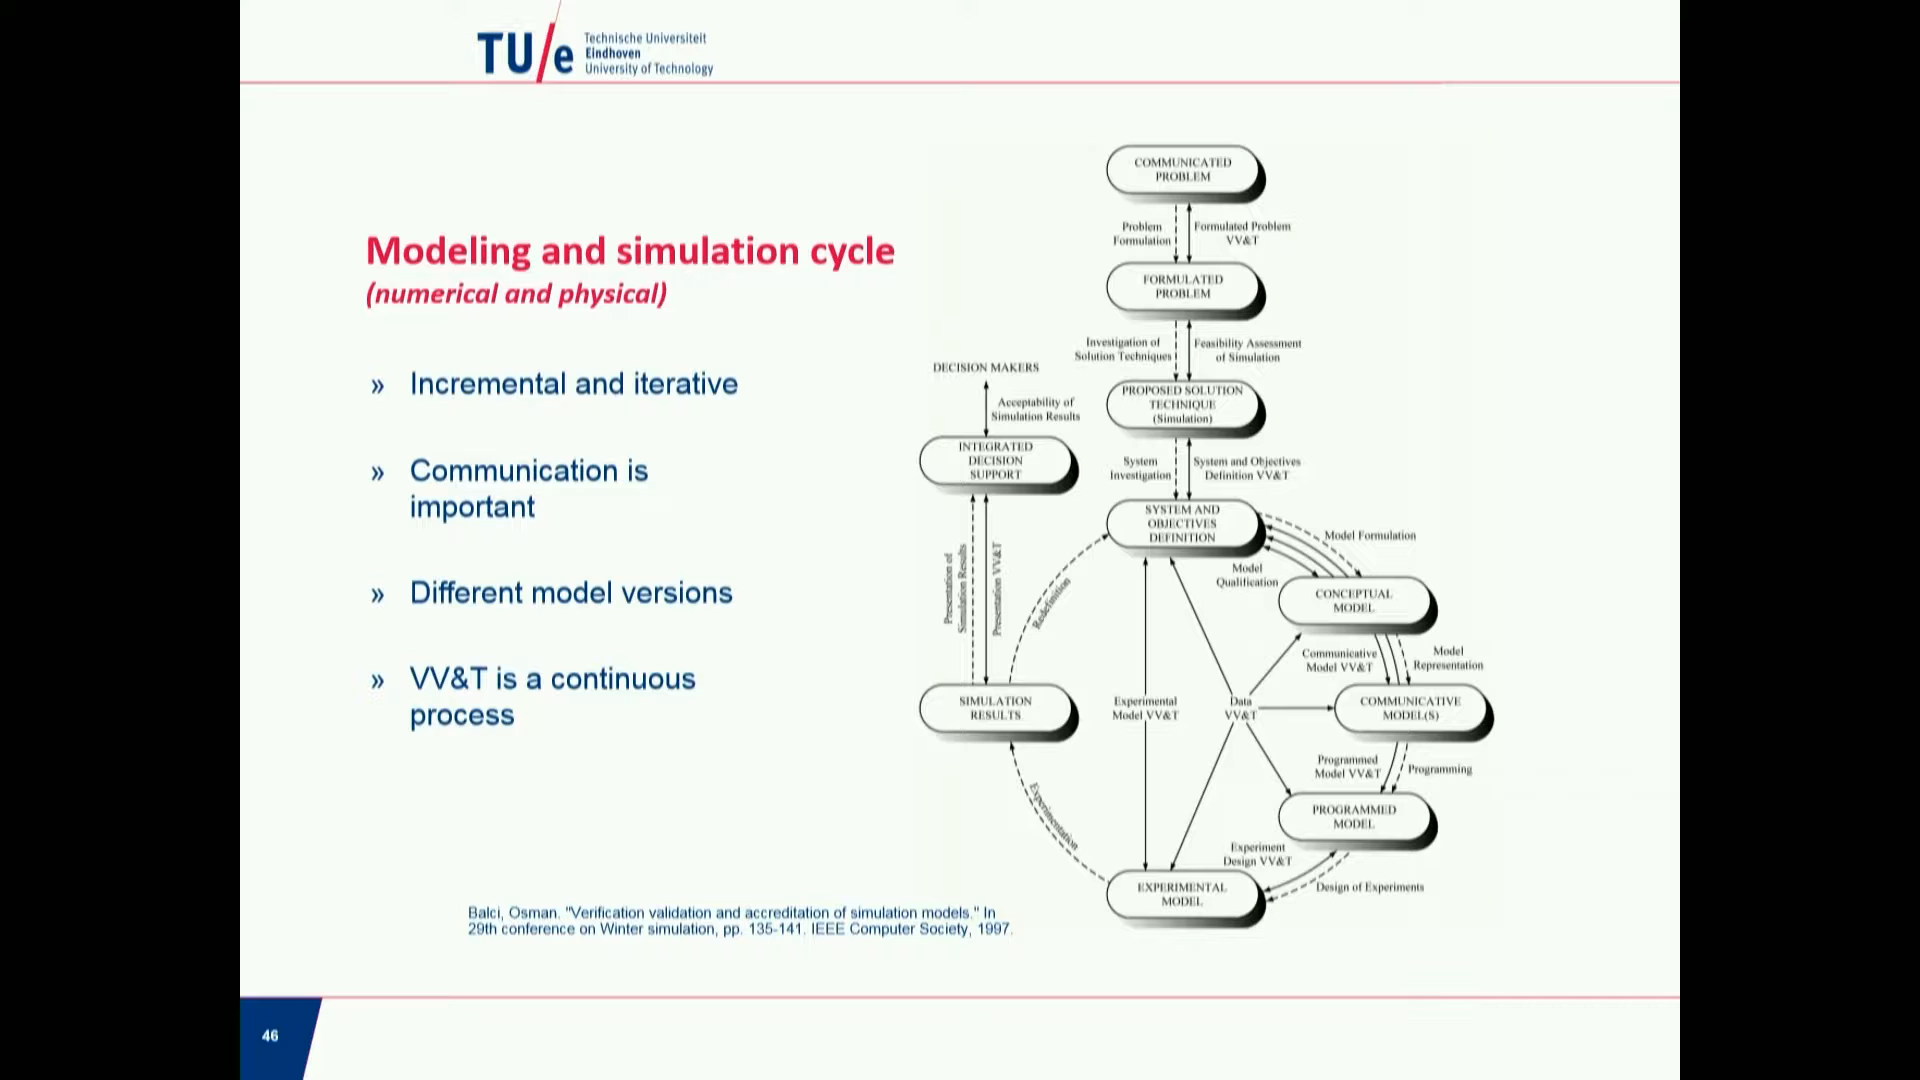 TU/e
Technische Universiteit
Eindhoven
University of Technology
Modeling and simulation cycle
(numerical and physical)
» Incremental and iterative
» Communication is
important
» Different model versions
» VV&T is a continuous
process
COMMUNICATED
PROBLEM
Problem
Formulation
Formulated Problem
VV&T
FORMULATED
PROBLEM
Investigation of
Solution Techniques
Feasibility Assessment
of Simulation
PROPOSED SOLUTION
TECHNIQUE
(Simulation)
DECISION MAKERS
Acceptability of
Simulation Results
INTEGRATED
DECISION
SUPPORT
System
Investigation
System and Objectives
Definition VV&T
SYSTEM AND
OBJECTIVES
DEFINITION
Model Formulation
Model
Qualification
CONCEPTUAL
MODEL
Presentation of
Simulation Results
Presentation VV&T
Redefinition
Communicative
Model VV&T
Model
Representation
SIMULATION
RESULTS
Experimental
Model VV&T
Data
VV&T
COMMUNICATIVE
MODEL(S)
Programmed
Model VV&T
Programming
PROGRAMMED
MODEL
Experimentation
Experiment
Design VV&T
Design of Experiments
EXPERIMENTAL
MODEL
Balci, Osman. "Verification validation and accreditation of simulation models." In
29th conference on Winter simulation, pp. 135-141. IEEE Computer Society, 1997.
46